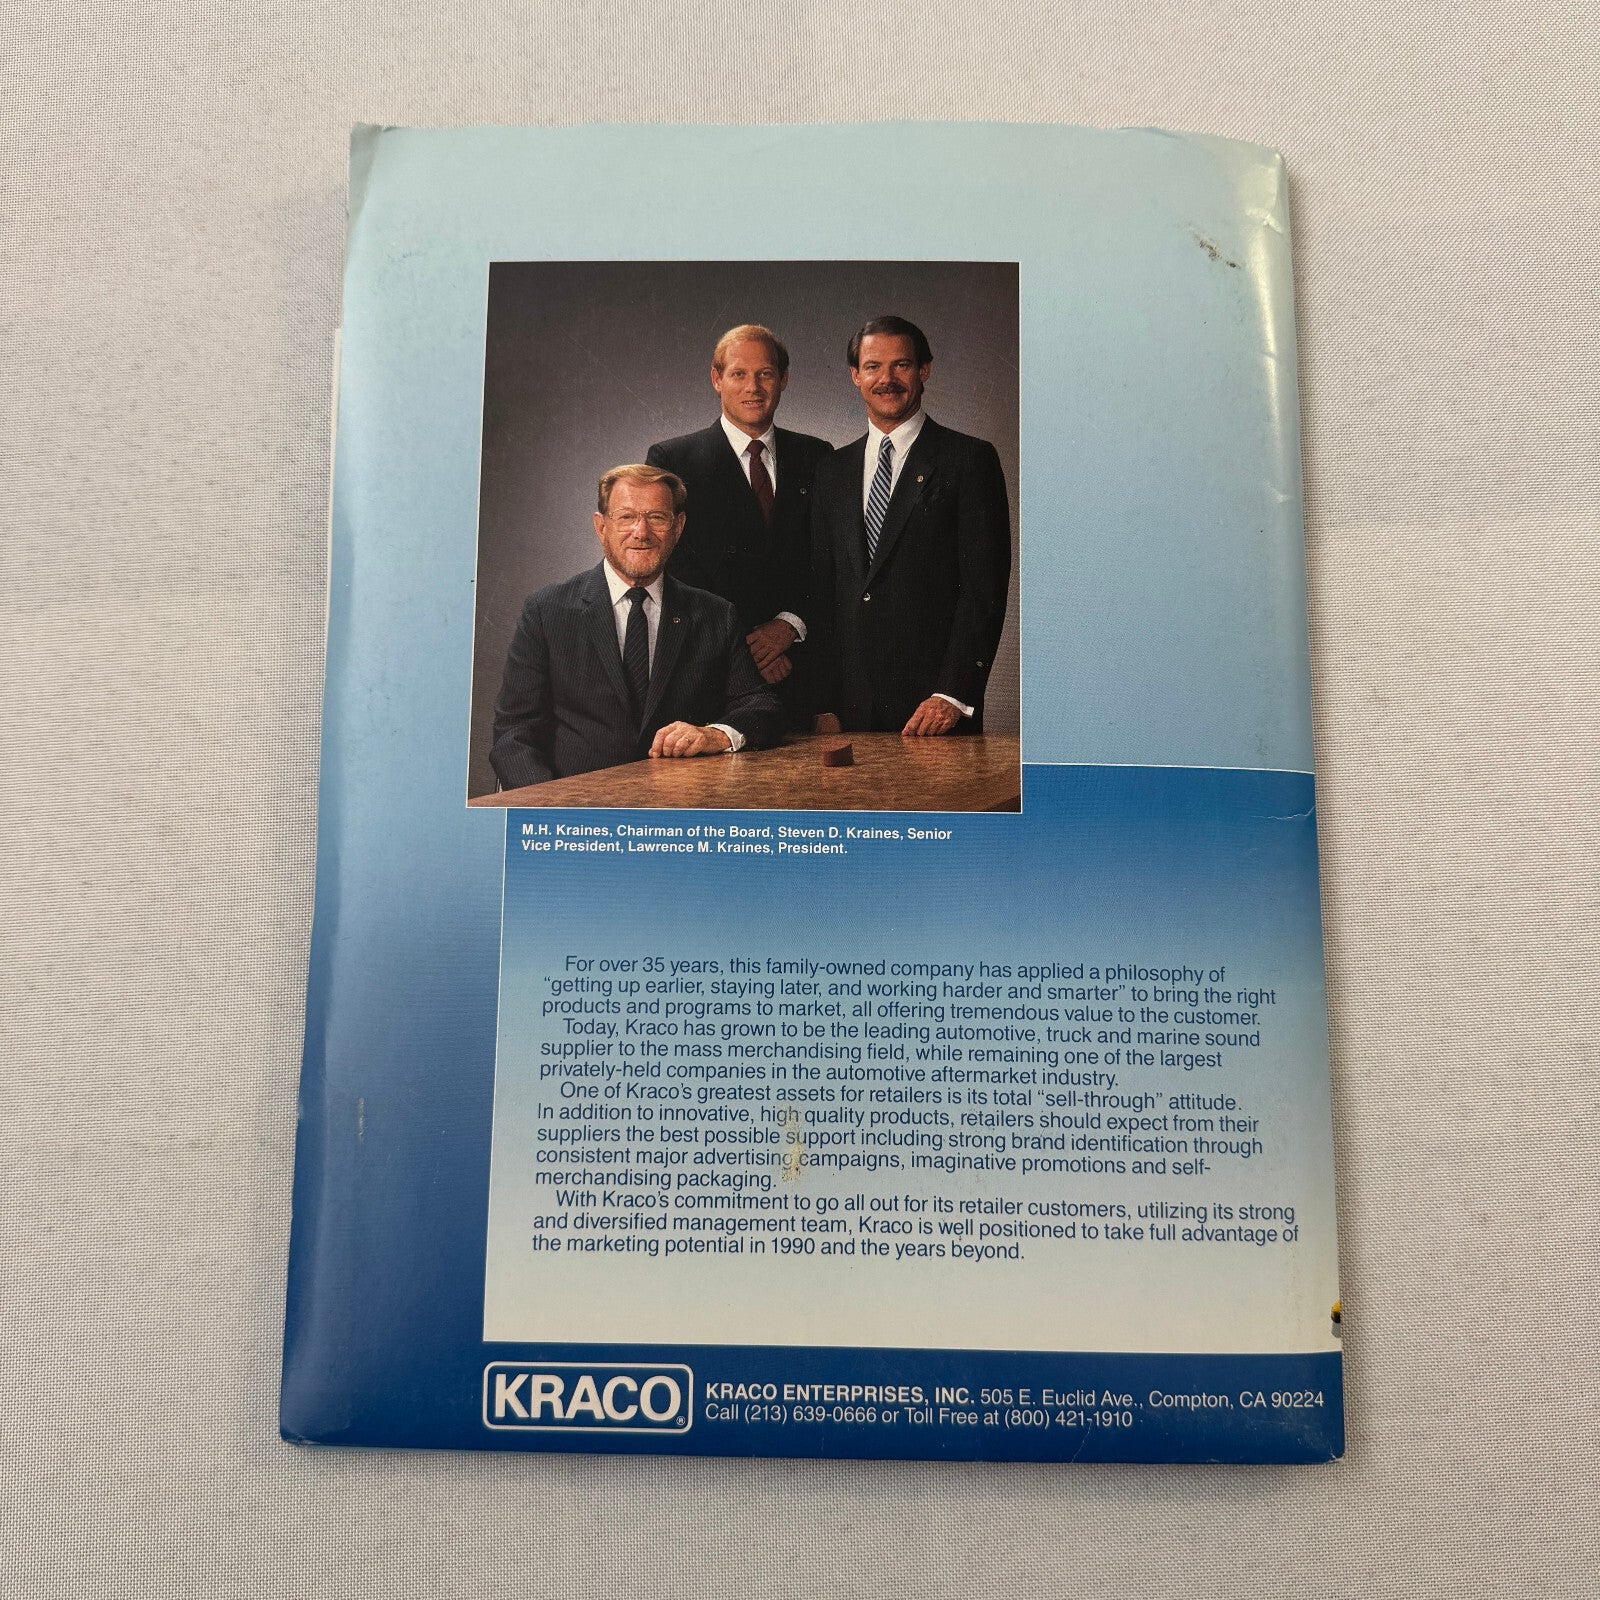 M.H. Kraines, Chairman of the Board, Steven D. Kraines, Senior
Vice President, Lawrence M. Kraines, President.
For over 35 years, this family-owned company has applied a philosophy of
"getting up earlier, staying later, and working harder and smarter" to bring the right
products and programs to market, all offering tremendous value to the customer.
Today, Kraco has grown to be the leading automotive, truck and marine sound
supplier to the mass merchandising field, while remaining one of the largest
privately-held companies in the automotive aftermarket industry.
One of Kraco's greatest assets for retailers is its total "sell-through" attitude.
In addition to innovative, high quality products, retailers should expect from their
suppliers the best possible support including strong brand identification through
consistent major advertising campaigns, imaginative promotions and self-
merchandising packaging.
With Kraco's commitment to go all out for its retailer customers, utilizing its strong
and diversified management team, Kraco is well positioned to take full advantage of
the marketing potential in 1990 and the years beyond.
KRACO®
KRACO ENTERPRISES, INC. 505 E. Euclid Ave., Compton, CA 90224
Call (213) 639-0666 or Toll Free at (800) 421-1910